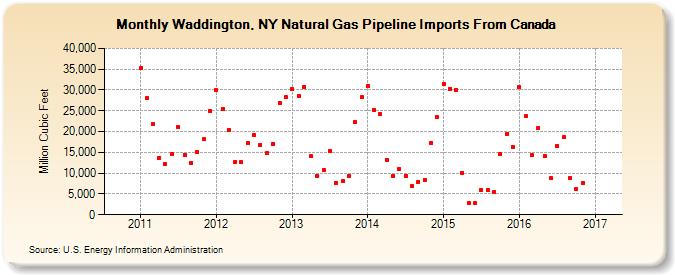 Monthly Waddington, NY Natural Gas Pipeline Imports From Canada
Million Cubic Feet
40,000
35,000
30,000
25,000
20,000
15,000
10,000
5,000
0
2011 2012 2013 2014 2015 2016 2017
Source: U.S. Energy Information Administration